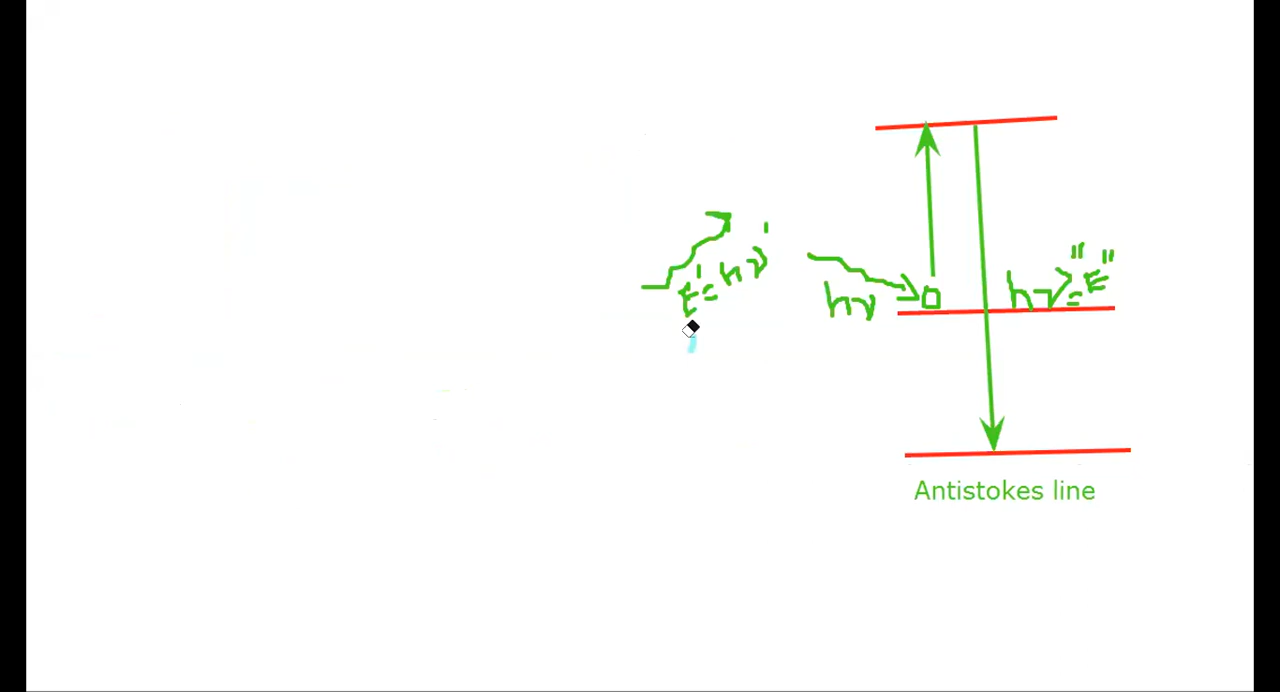 E' = hν'
hν
hν" = E"
Antistokes line